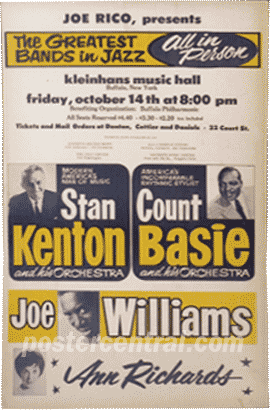 JOE RICO, presents
THE GREATEST
BANDS IN JAZZ
all in
Person
kleinhans music hall
Buffalo, New York
friday, october 14th at 8:00 pm
Benefiting Organization: Buffalo Philharmonic
All Seats Reserved
Tickets and Mail Orders at Denton, Cottier and Daniels - 32 Court St.
MODERN
AMERICA'S
MAN OF MUSIC
Stan
Kenton
and his ORCHESTRA
AMERICA'S
INCOMPARABLE
RHYTHMIC STYLIST
Count
Basie
and his ORCHESTRA
Joe Williams
postercentral.com
Ann Richards